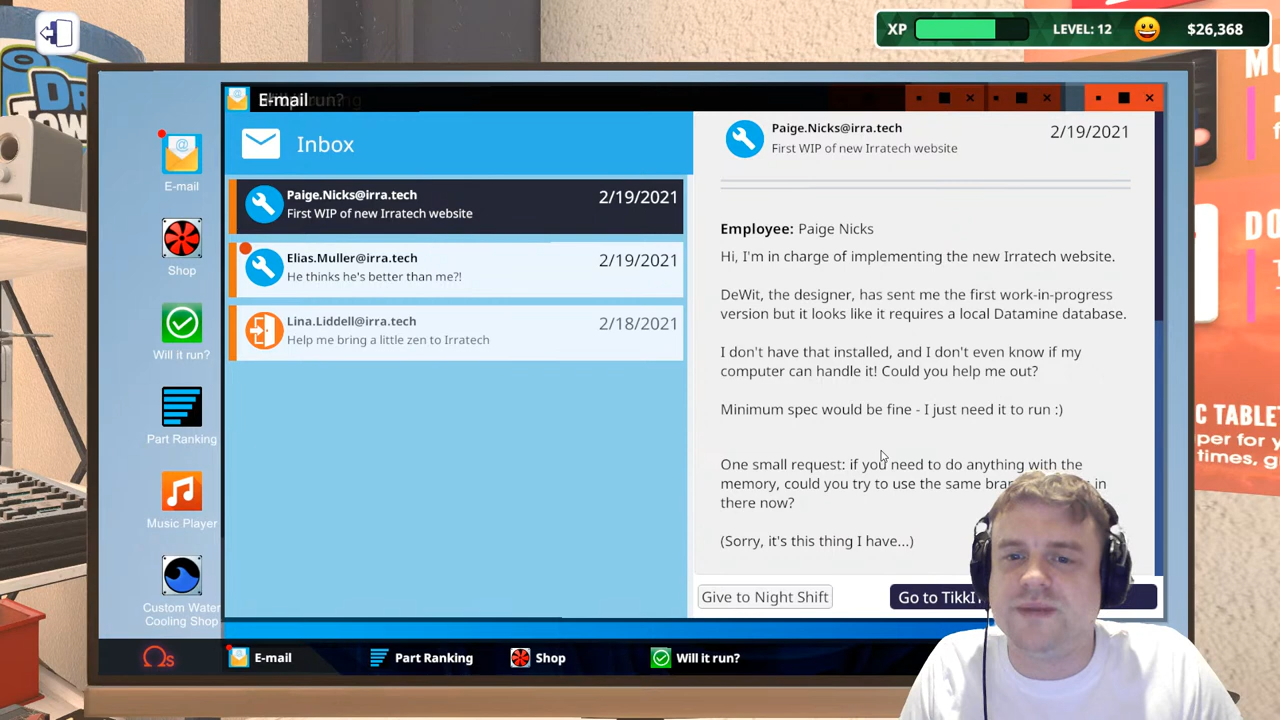 XP
LEVEL: 12
$26,368
E-mail
Inbox
Paige.Nicks@irra.tech
First WIP of new Irratech website
2/19/2021
Elias.Muller@irra.tech
He thinks he's better than me?!
2/19/2021
Lina.Liddell@irra.tech
Help me bring a little zen to Irratech
2/18/2021
Paige.Nicks@irra.tech
First WIP of new Irratech website
2/19/2021
Employee: Paige Nicks
Hi, I'm in charge of implementing the new Irratech website.
DeWit, the designer, has sent me the first work-in-progress
version but it looks like it requires a local Datamine database.
I don't have that installed, and I don't even know if my
computer can handle it! Could you help me out?
Minimum spec would be fine - I just need it to run :)
One small request: if you need to do anything with the
memory, could you try to use the same in
there now?
(Sorry, it's this thing I have...)
Give to Night Shift
Go to
E-mail
Shop
Will it run?
Part Ranking
Music Player
Custom Water
Cooling Shop
E-mail
Part Ranking
Shop
Will it run?
C TABLET
per for y
times, g